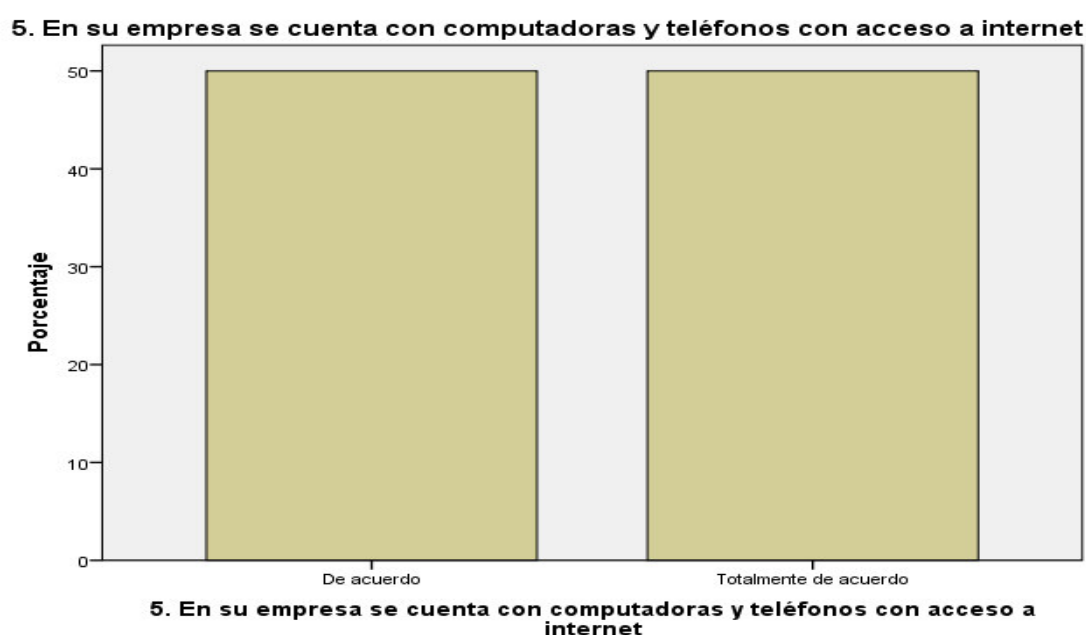 5. En su empresa se cuenta con computadoras y teléfonos con acceso a internet
50
40
30
20
10
0
Porcentaje
De acuerdo
Totalmente de acuerdo
5. En su empresa se cuenta con computadoras y teléfonos con acceso a
internet